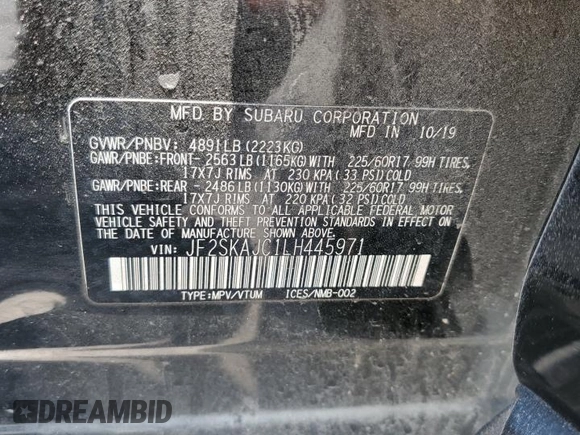 MFD BY SUBARU CORPORATION
MFD IN 10/19
GVWR/PNBV: 4891LB(2223KG)
GAWR/PNBE:FRONT- 2563LB(1165KG)WITH 225/60R17 99H TIRES,
17X7J RIMS AT 230 KPA(33 PSI)COLD
GAWR/PNBE:REAR - 2486LB(1130KG)WITH 225/60R17 99H TIRES,
17X7J RIMS AT 220 KPA(32 PSI)COLD
THIS VEHICLE CONFORMS TO ALL APPLICABLE FEDERAL MOTOR
VEHICLE SAFETY AND THEFT PREVENTION STANDARDS IN EFFECT ON
THE DATE OF MANUFACTURE SHOWN ABOVE.
VIN: JF2SKAJC1LH445971
TYPE:MPV/VTUM ICES/NMB-002
DREAMBID